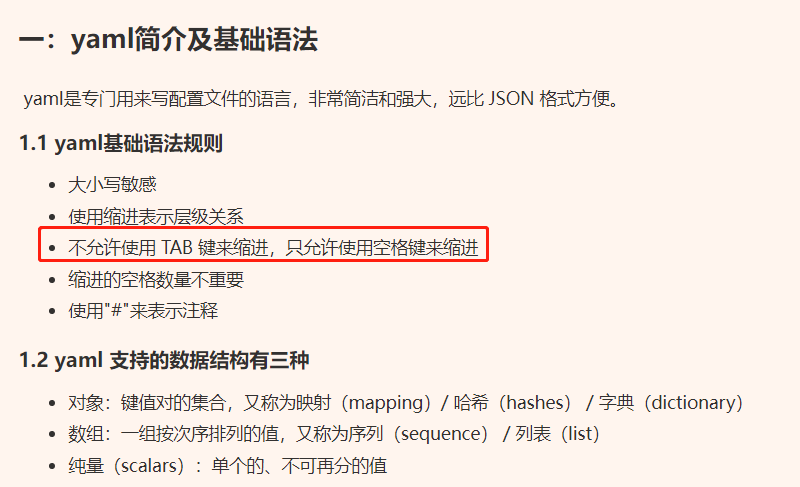 一：yaml简介及基础语法
yaml是专门用来写配置文件的语言，非常简洁和强大，远比 JSON 格式方便。
1.1 yaml基础语法规则
大小写敏感
使用缩进表示层级关系
不允许使用 TAB 键来缩进，只允许使用空格键来缩进
缩进的空格数量不重要
使用"#"来表示注释
1.2 yaml 支持的数据结构有三种
对象：键值对的集合，又称为映射（mapping）/ 哈希（hashes） / 字典（dictionary）
数组：一组按次序排列的值，又称为序列（sequence） / 列表（list）
纯量（scalars）：单个的、不可再分的值